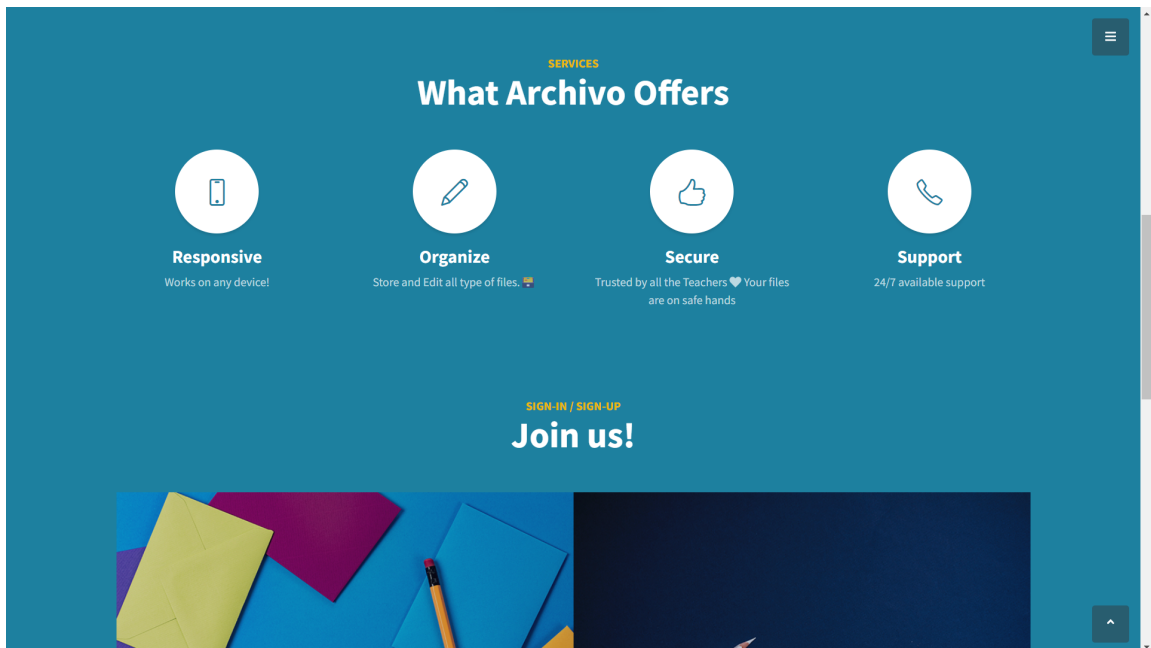 SERVICES
What Archivo Offers
Responsive
Works on any device!
Organize
Store and Edit all type of files. 🗃️
Secure
Trusted by all the Teachers 🤍 Your files
are on safe hands
Support
24/7 available support
SIGN-IN / SIGN-UP
Join us!